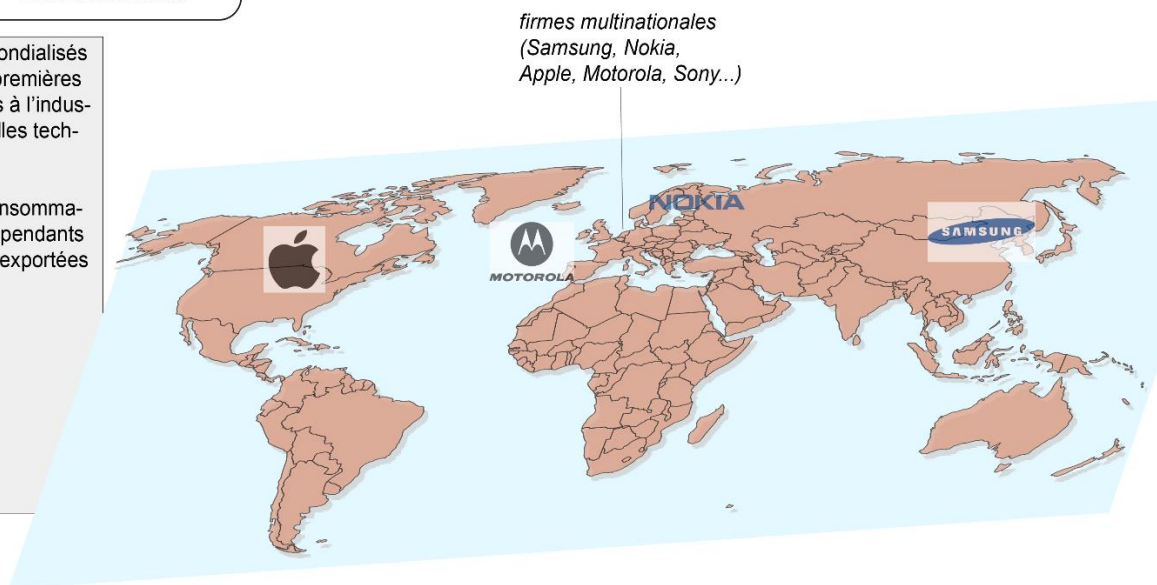 firmes multinationales
(Samsung, Nokia,
Apple, Motorola, Sony...)
ondialisés
premières
s à l'indus-
lles tech-
nsomma-
pendants
exportées
NOKIA
MOTOROLA
SAMSUNG